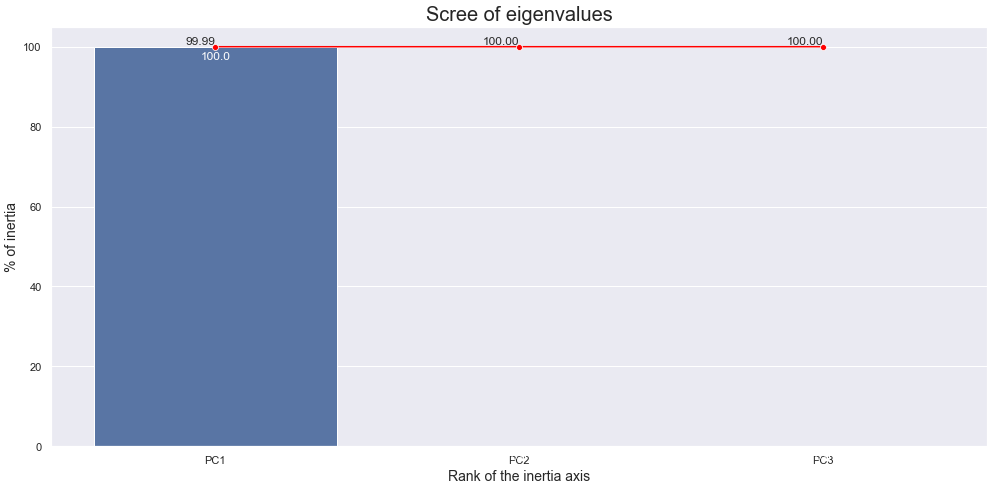 Scree of eigenvalues
99.99
100.00
100.00
100.0
100
80
60
40
20
0
% of inertia
PC1
PC2
PC3
Rank of the inertia axis